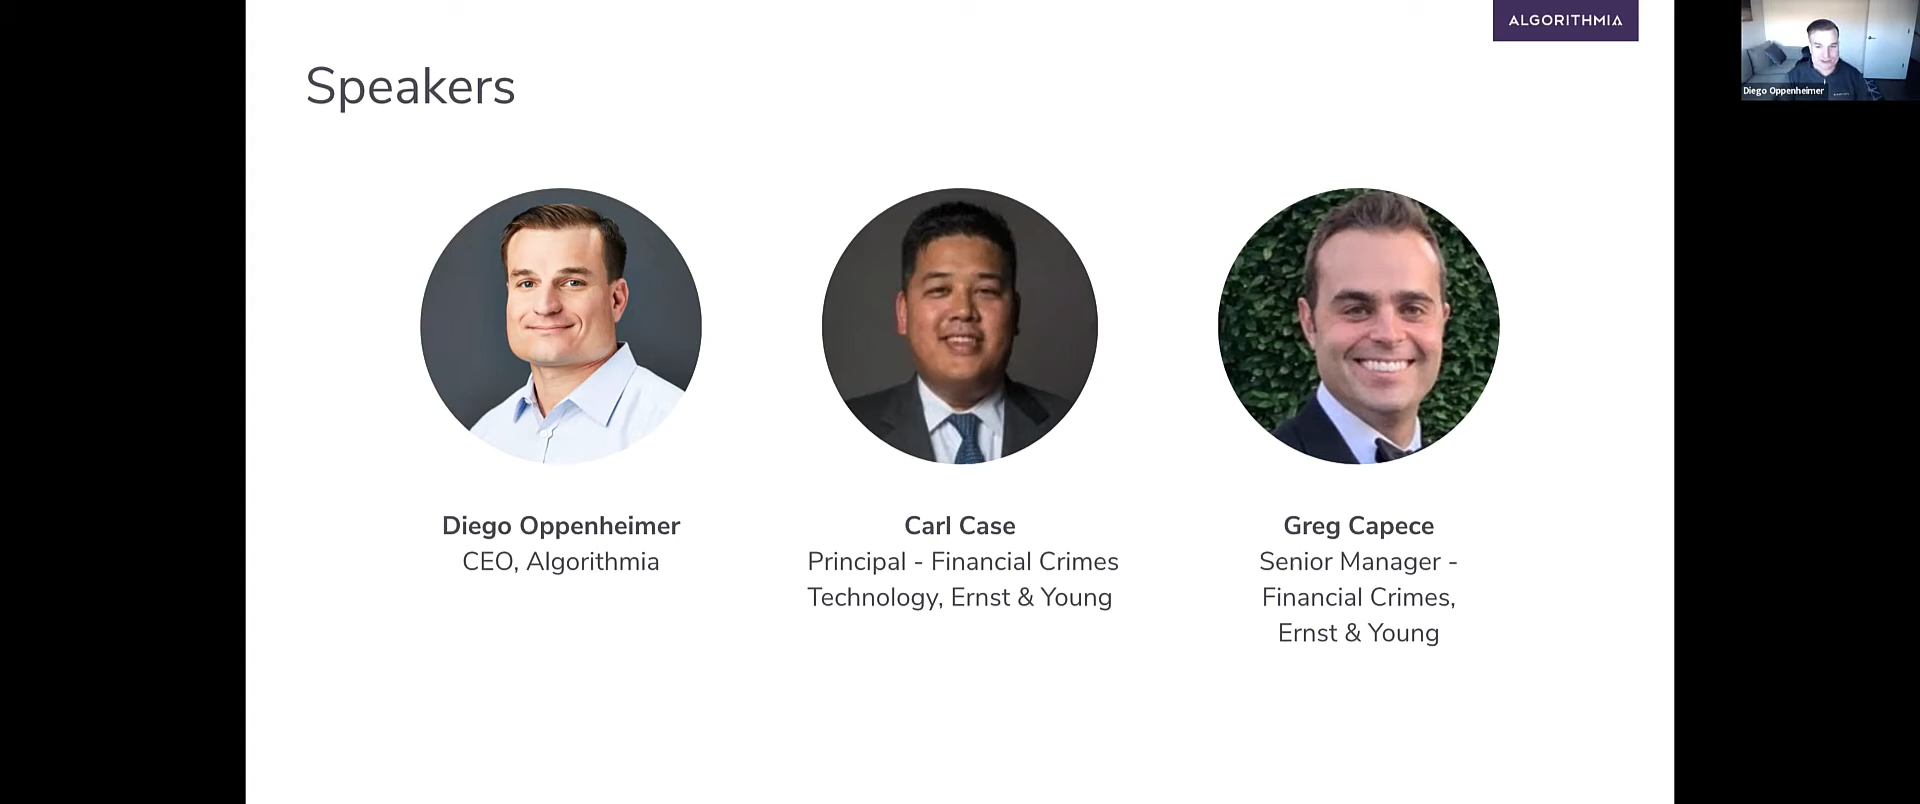 ALGORITHMIA
Speakers
Diego Oppenheimer
Diego Oppenheimer
CEO, Algorithmia
Carl Case
Principal - Financial Crimes
Technology, Ernst & Young
Greg Capece
Senior Manager -
Financial Crimes,
Ernst & Young